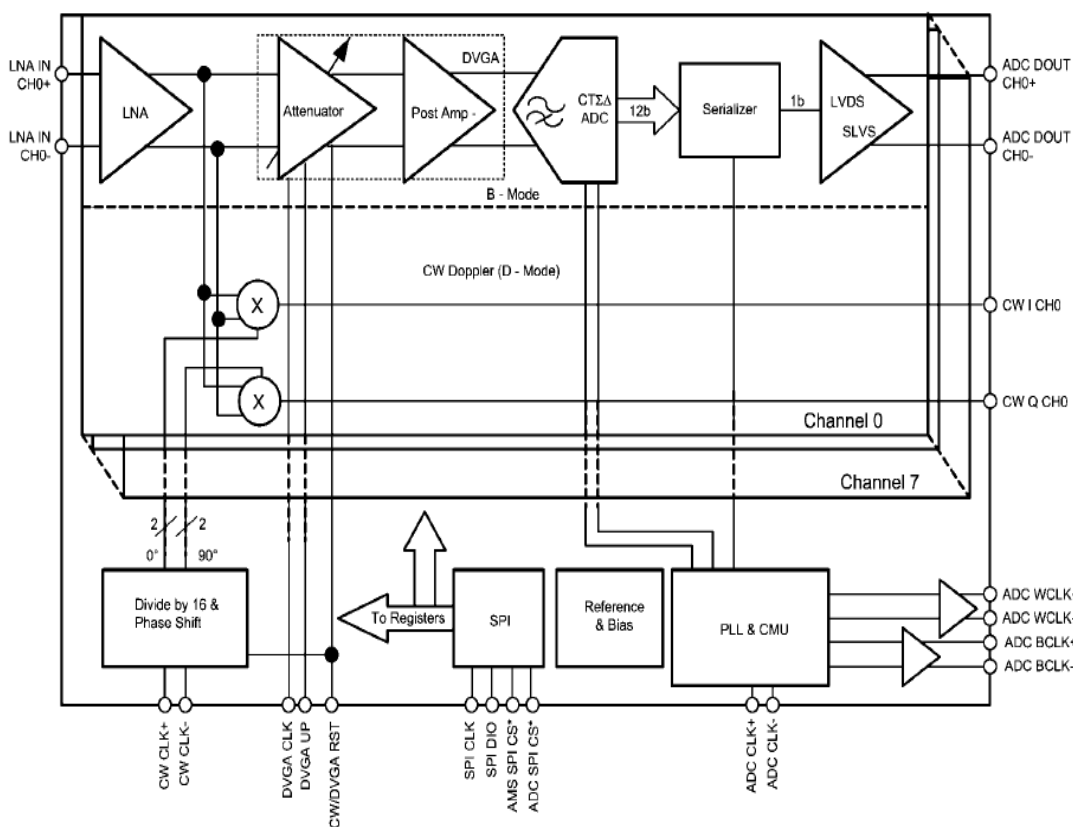 LNA IN
CH0+
LNA IN
CH0-
LNA
Attenuator
Post Amp -
DVGA
CTΣΔ
ADC
12b
Serializer
1b
LVDS
SLVS
ADC DOUT
CH0+
ADC DOUT
CH0-
B - Mode
CW Doppler (D - Mode)
X
CW I CH0
X
CW Q CH0
Channel 0
Channel 7
2
2
0°
90°
Divide by 16 &
Phase Shift
To Registers
SPI
Reference
& Bias
PLL & CMU
ADC WCLK+
ADC WCLK-
ADC BCLK+
ADC BCLK-
CW CLK+
CW CLK-
DVGA CLK
DVGA UP
CW/DVGA RST
SPI CLK
SPI DIO
AMS SPI CS*
ADC SPI CS*
ADC CLK+
ADC CLK-